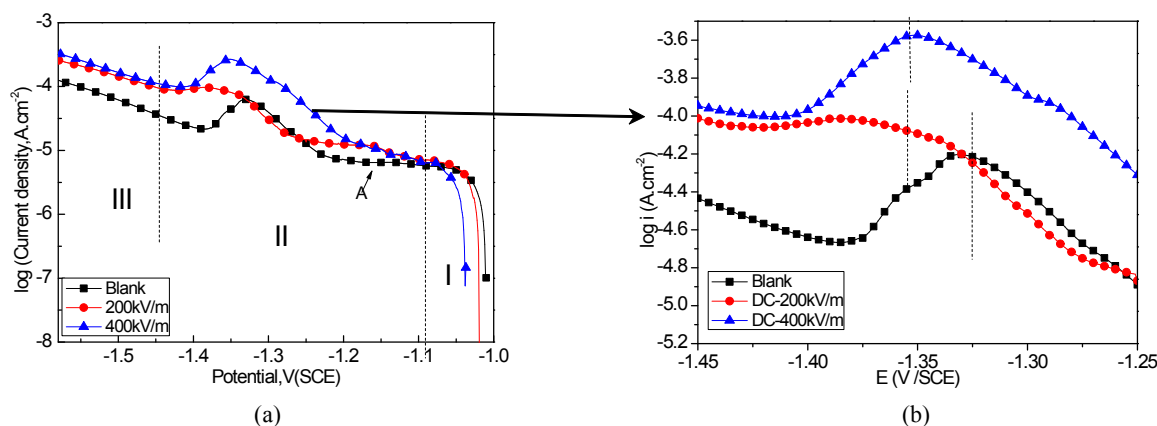 -3
-4
-5
-6
-7
-8
log (Current density.A.cm-2)
III
II
I
A
Blank
200kV/m
400kV/m
-1.5
-1.4
-1.3
-1.2
-1.1
-1.0
Potential,V(SCE)
(a)
-3.6
-3.8
-4.0
-4.2
-4.4
-4.6
-4.8
-5.0
-5.2
log i (A.cm-2)
Blank
DC-200kV/m
DC-400kV/m
-1.45
-1.40
-1.35
-1.30
-1.25
E (V /SCE)
(b)